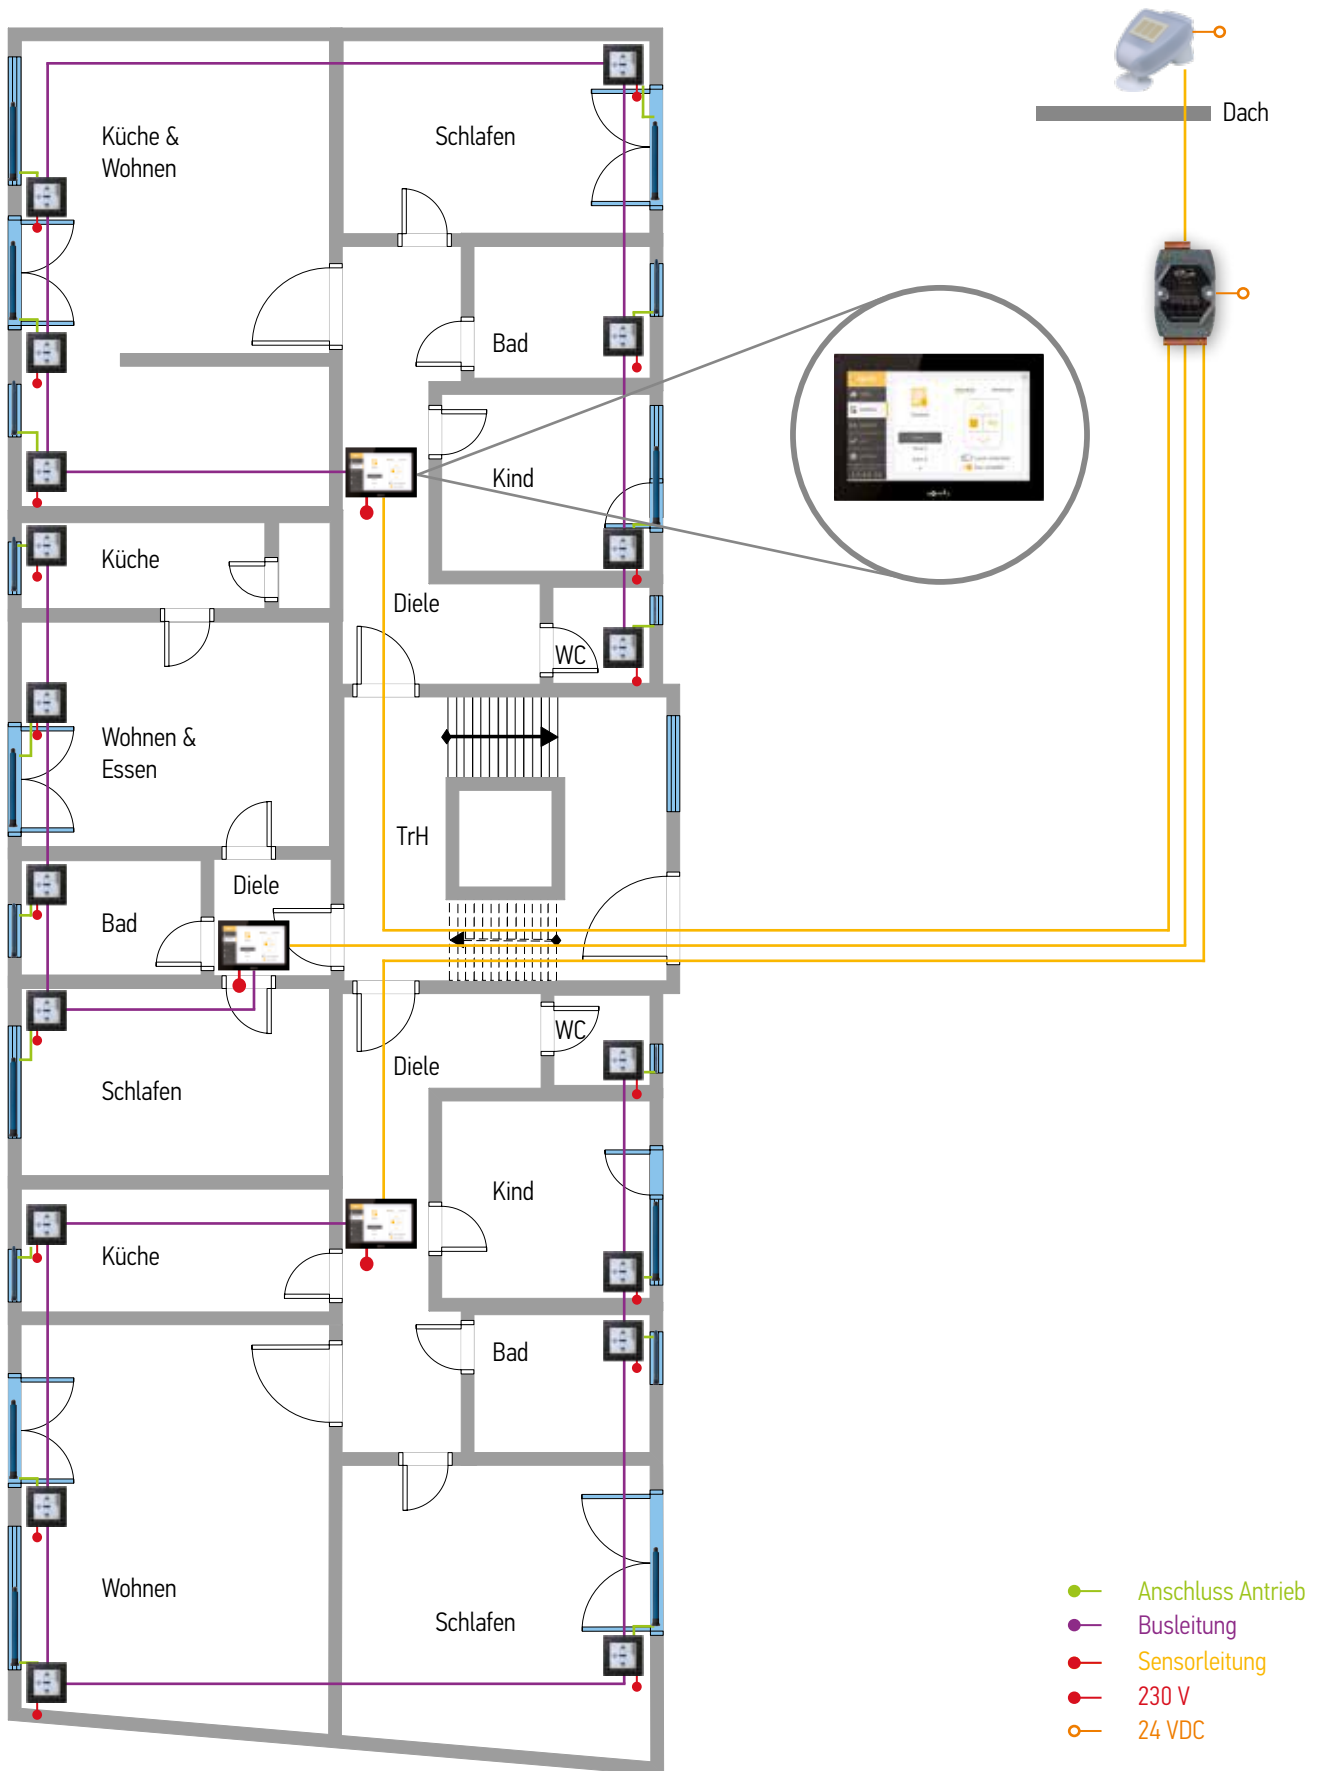 Dach
Küche &
Wohnen
Schlafen
Bad
Kind
Küche
Diele
WC
Wohnen &
Essen
TrH
Diele
Bad
WC
Diele
Schlafen
Kind
Küche
Bad
Wohnen
Schlafen
Anschluss Antrieb
Busleitung
Sensorleitung
230 V
24 VDC